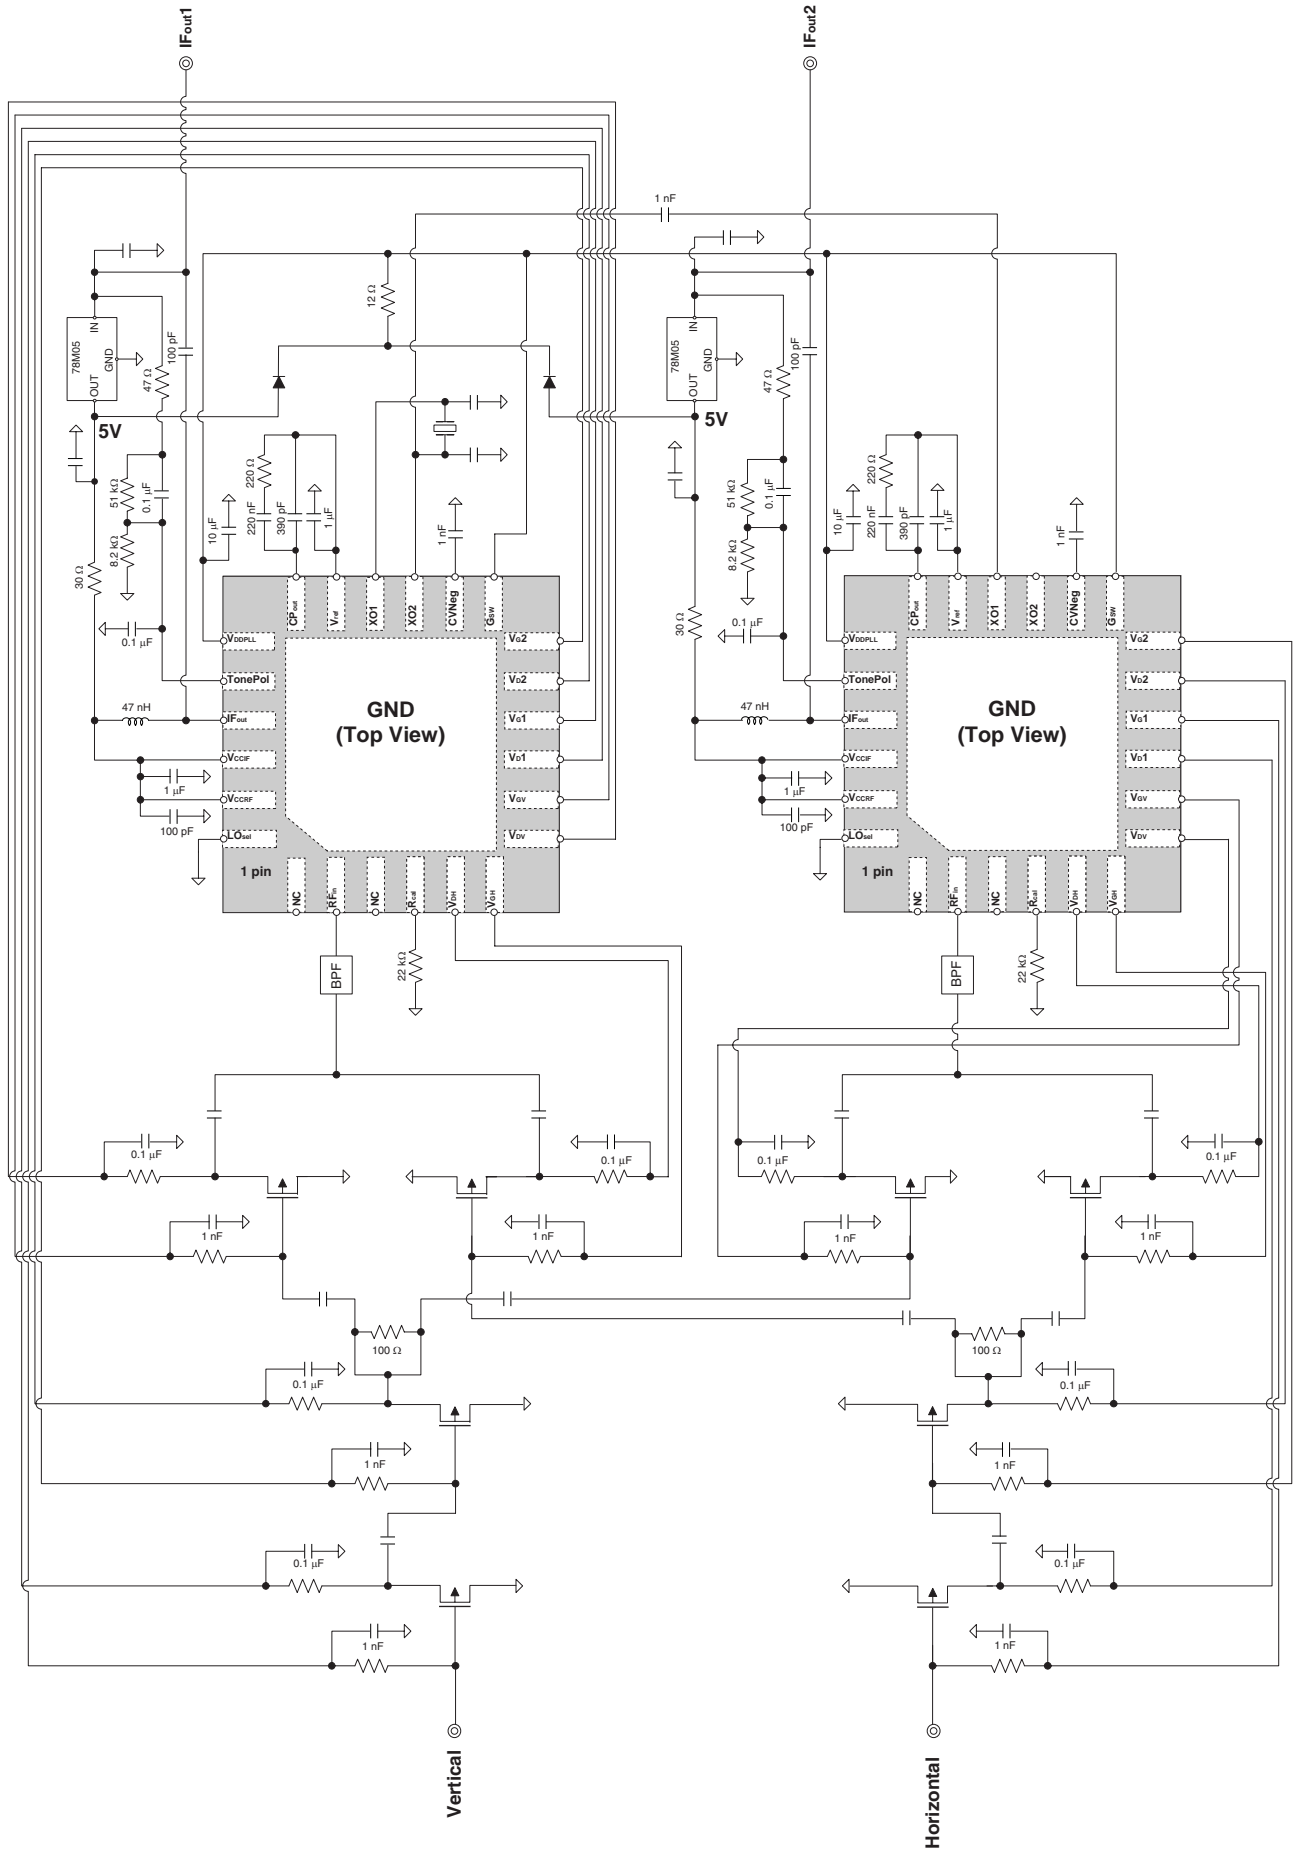 IFout1
IFout2
1 nF
12 Ω
78M05
IN
OUT
GND
5V
47 Ω
100 pF
51 kΩ
0.1 µF
8.2 kΩ
30 Ω
0.1 µF
47 nH
1 µF
100 pF
10 µF
220 Ω
220 nF
390 pF
1 µF
1 nF
CPout
Vref
XO1
XO2
CVNeg
GSW
VDDPLL
TonePol
IFout
VCCIF
VCCRF
LOsel
VG2
VD2
VG1
VD1
VGV
VDV
GND
(Top View)
1 pin
NC
RFin
NC
Rcal
VDH
VGH
BPF
22 kΩ
78M05
IN
OUT
GND
5V
47 Ω
100 pF
51 kΩ
0.1 µF
8.2 kΩ
30 Ω
0.1 µF
47 nH
1 µF
100 pF
10 µF
220 Ω
220 nF
390 pF
1 µF
1 nF
CPout
Vref
XO1
XO2
CVNeg
GSW
VDDPLL
TonePol
IFout
VCCIF
VCCRF
LOsel
VG2
VD2
VG1
VD1
VGV
VDV
GND
(Top View)
1 pin
NC
RFin
NC
Rcal
VDH
VGH
BPF
22 kΩ
0.1 µF
0.1 µF
0.1 µF
0.1 µF
1 nF
1 nF
1 nF
1 nF
100 Ω
100 Ω
0.1 µF
0.1 µF
1 nF
1 nF
0.1 µF
0.1 µF
1 nF
1 nF
Vertical
Horizontal